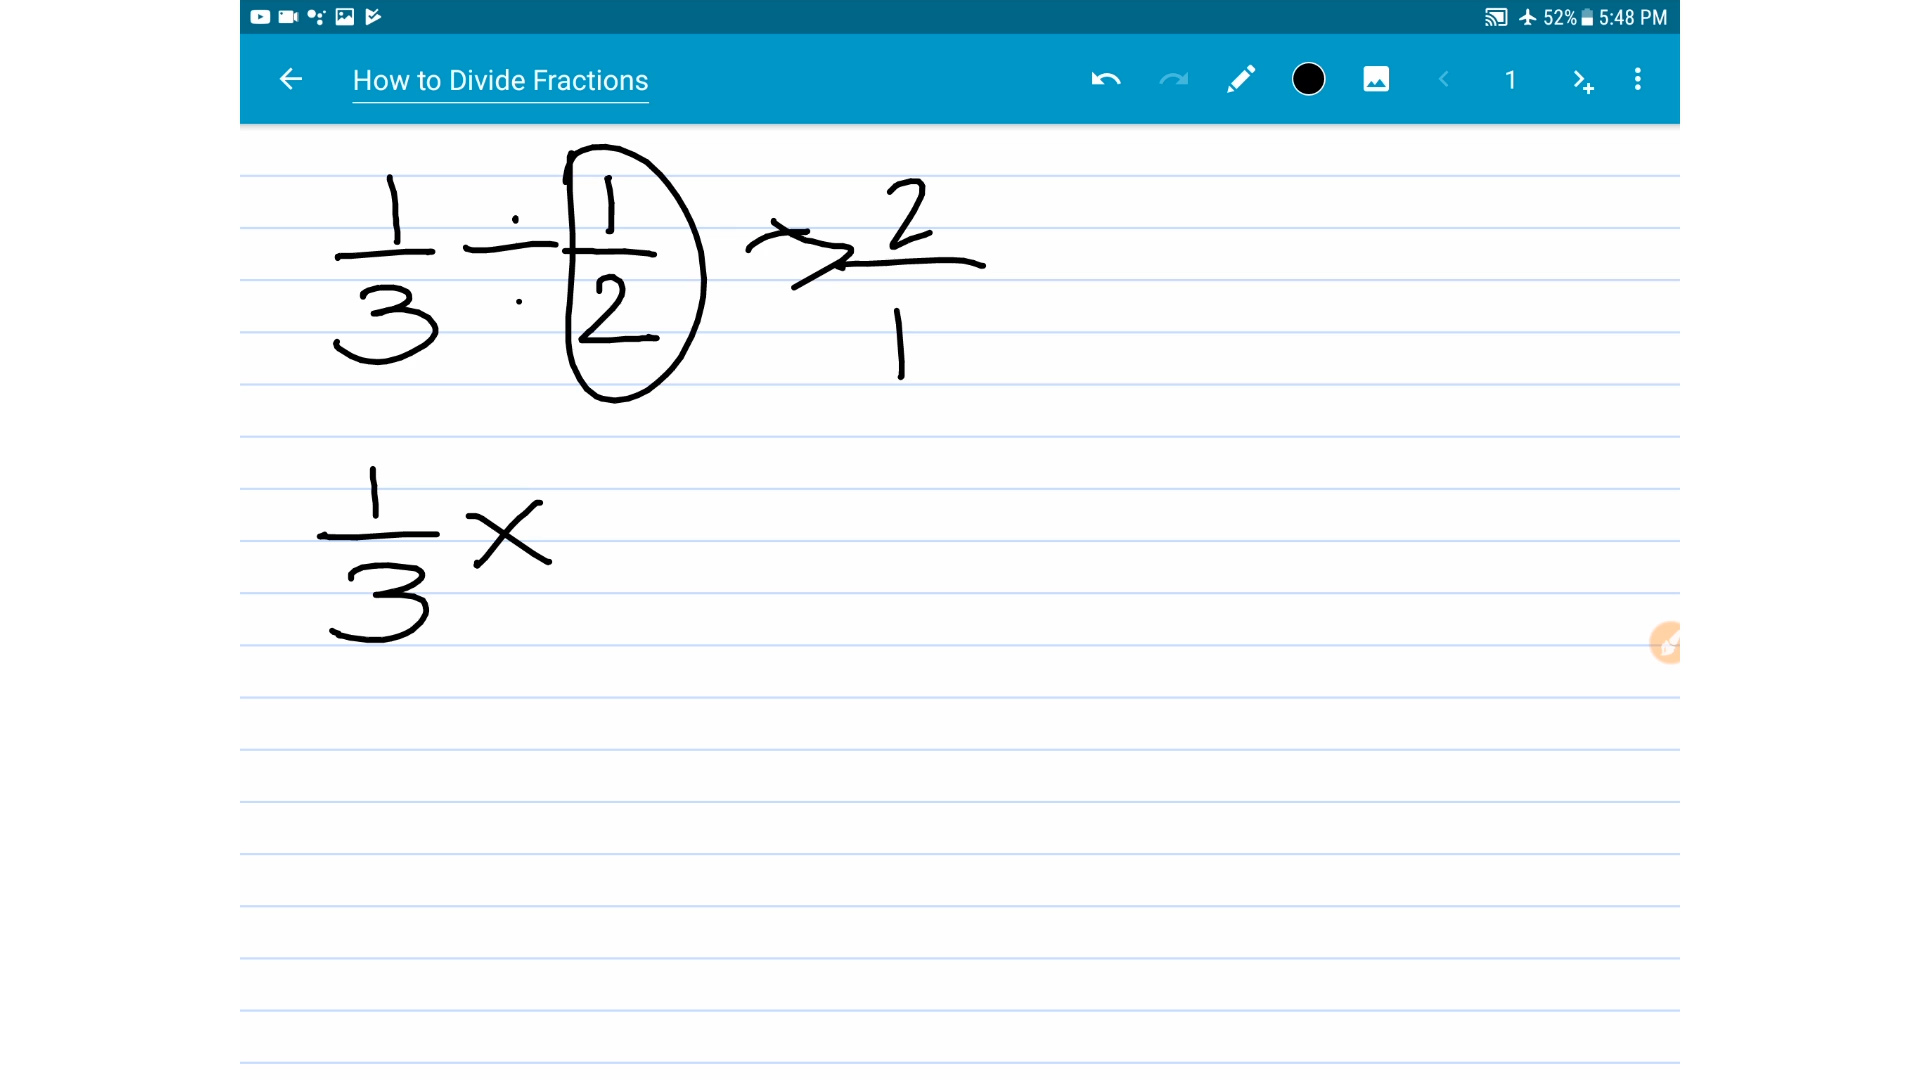 52% 5:48 PM
How to Divide Fractions 1
1/3 ÷ 1/2 → 2/1
1/3 ×